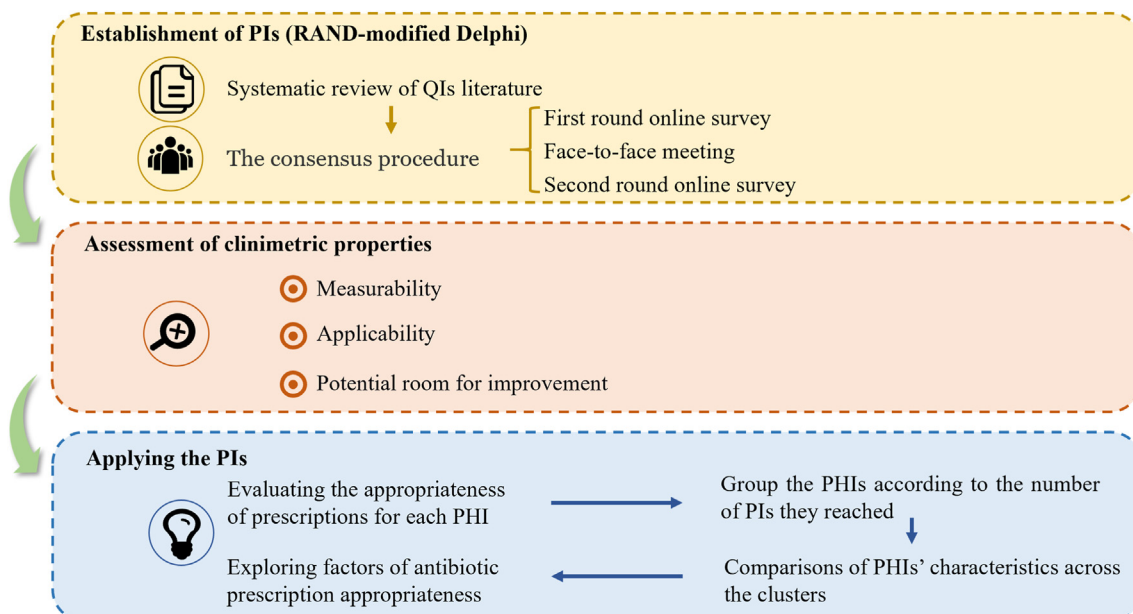 Establishment of PIs (RAND-modified Delphi)
Systematic review of QIs literature
The consensus procedure
First round online survey
Face-to-face meeting
Second round online survey
Assessment of clinimetric properties
Measurability
Applicability
Potential room for improvement
Applying the PIs
Evaluating the appropriateness
of prescriptions for each PHI
Group the PHIs according to the number
of PIs they reached
Comparisons of PHIs’ characteristics across
the clusters
Exploring factors of antibiotic
prescription appropriateness